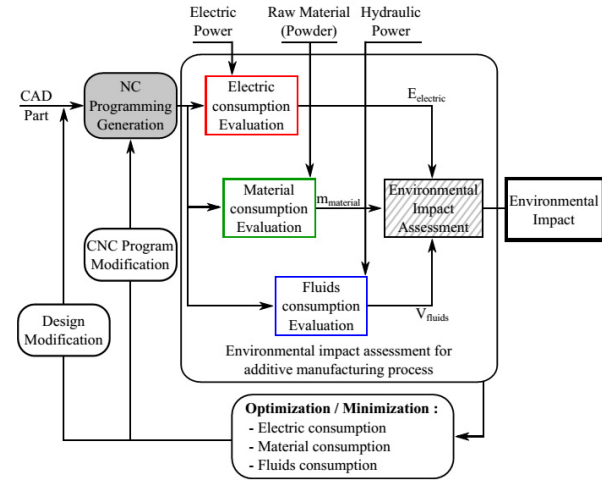 Electric
Power
Raw Material
(Powder)
Hydraulic
Power
CAD
Part
NC
Programming
Generation
Electric
consumption
Evaluation
E_electric
Material
consumption
Evaluation
m_material
Environmental
Impact
Assessment
Environmental
Impact
CNC Program
Modification
Fluids
consumption
Evaluation
V_fluids
Design
Modification
Environmental impact assessment for
additive manufacturing process
Optimization / Minimization :
- Electric consumption
- Material consumption
- Fluids consumption